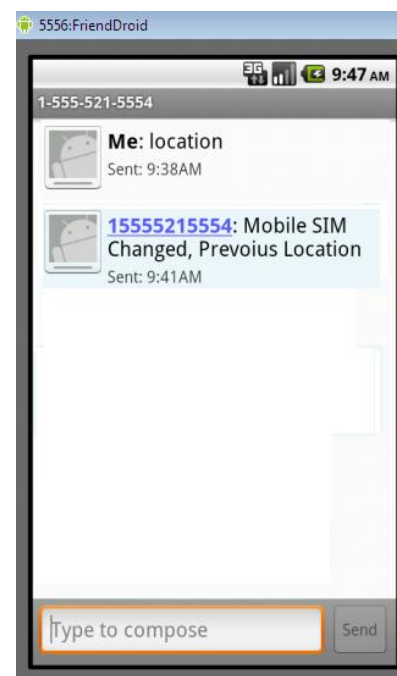 5556:FriendDroid
3G 9:47 AM
1-555-521-5554
Me: location
Sent: 9:38AM
15555215554: Mobile SIM
Changed, Prevoius Location
Sent: 9:41AM
Type to compose Send